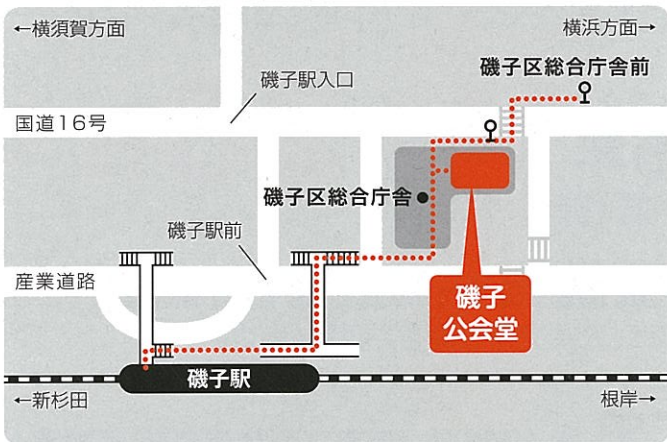 ←横須賀方面
横浜方面→
磯子区総合庁舎前
磯子駅入口
国道16号
磯子区総合庁舎
磯子駅前
産業道路
磯子
公会堂
磯子駅
←新杉田
根岸→